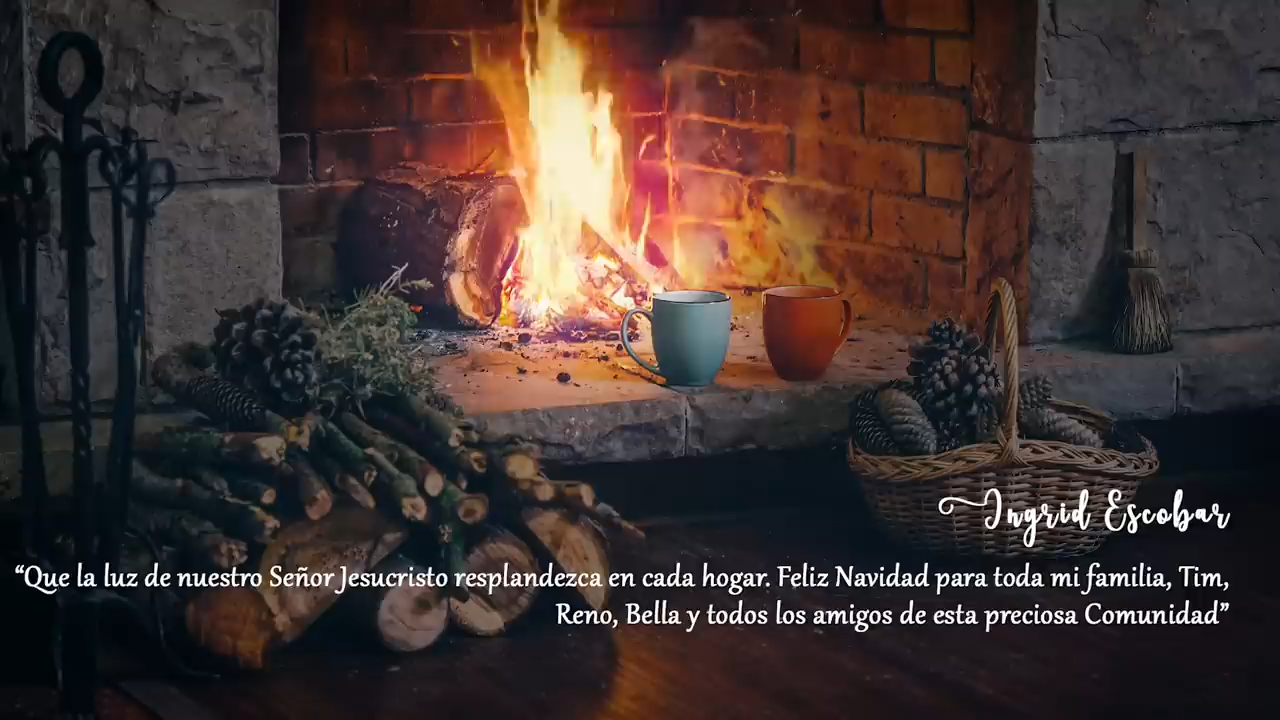 Ingrid Escobar
“Que la luz de nuestro Señor Jesucristo resplandezca en cada hogar. Feliz Navidad para toda mi familia, Tim,
Reno, Bella y todos los amigos de esta preciosa Comunidad”